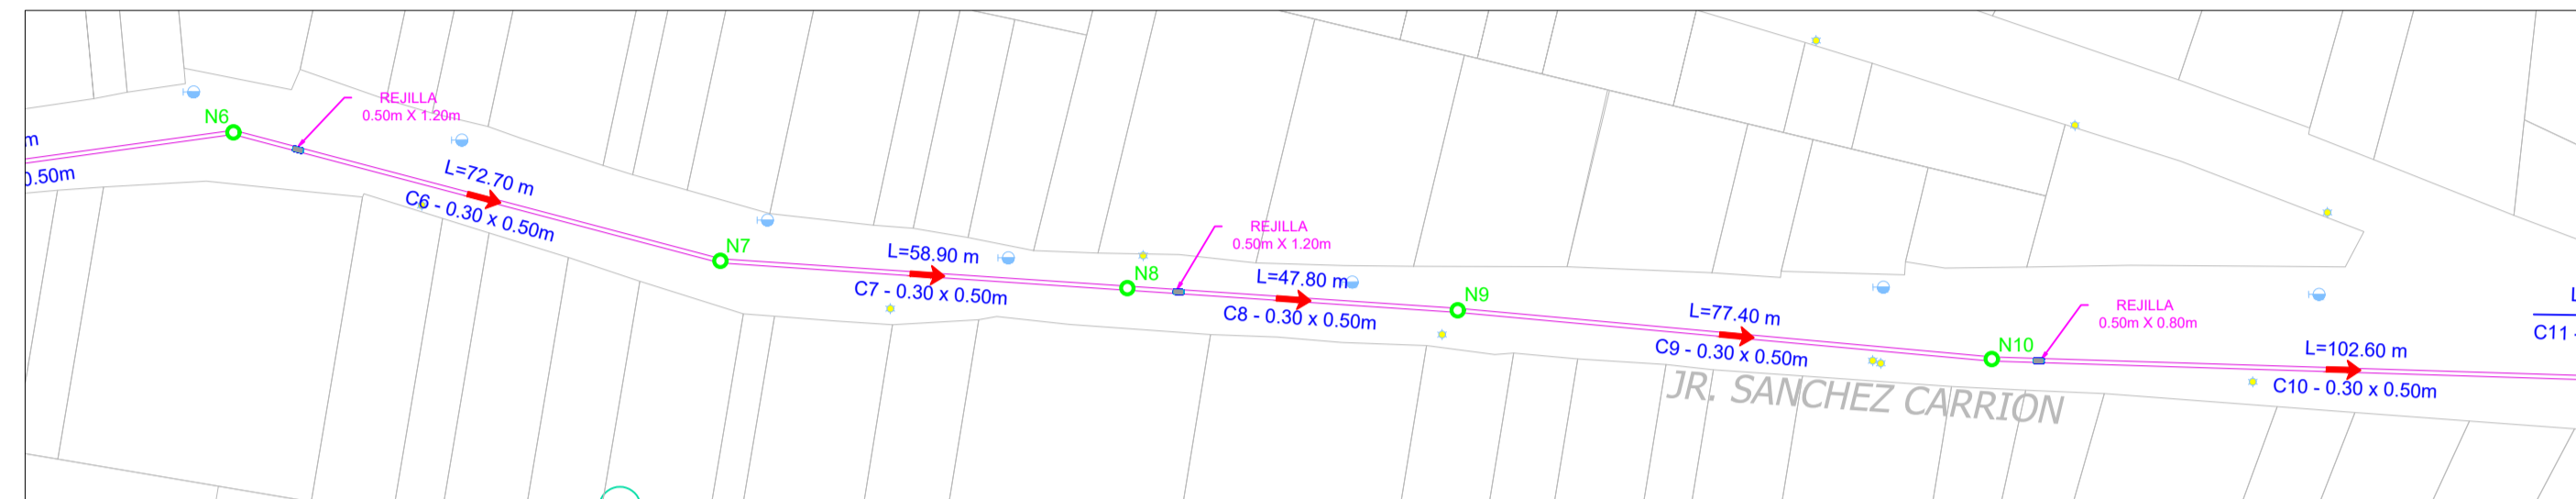 m
0.50m
N6
REJILLA
0.50m X 1.20m
L=72.70 m
C6 - 0.30 x 0.50m
N7
L=58.90 m
C7 - 0.30 x 0.50m
N8
REJILLA
0.50m X 1.20m
L=47.80 m
C8 - 0.30 x 0.50m
N9
L=77.40 m
C9 - 0.30 x 0.50m
N10
REJILLA
0.50m X 0.80m
L=102.60 m
C10 - 0.30 x 0.50m
C11 -
JR. SANCHEZ CARRION